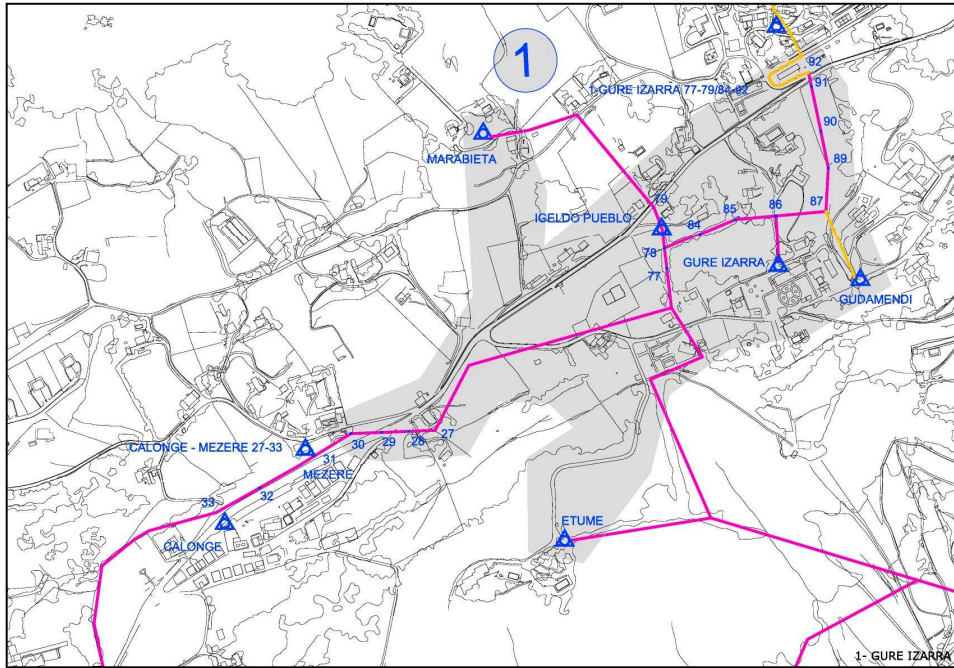 1
92
91
1-GURE IZARRA 77-79/84-92
90
MARABIETA
89
79
IGELDO PUEBLO
85
86
87
84
78
GURE IZARRA
77
GUDAMENDI
27
28
29
30
CALONGE - MEZERE 27-33
31
MEZERE
32
33
CALONGE
ETUME
1- GURE IZARRA